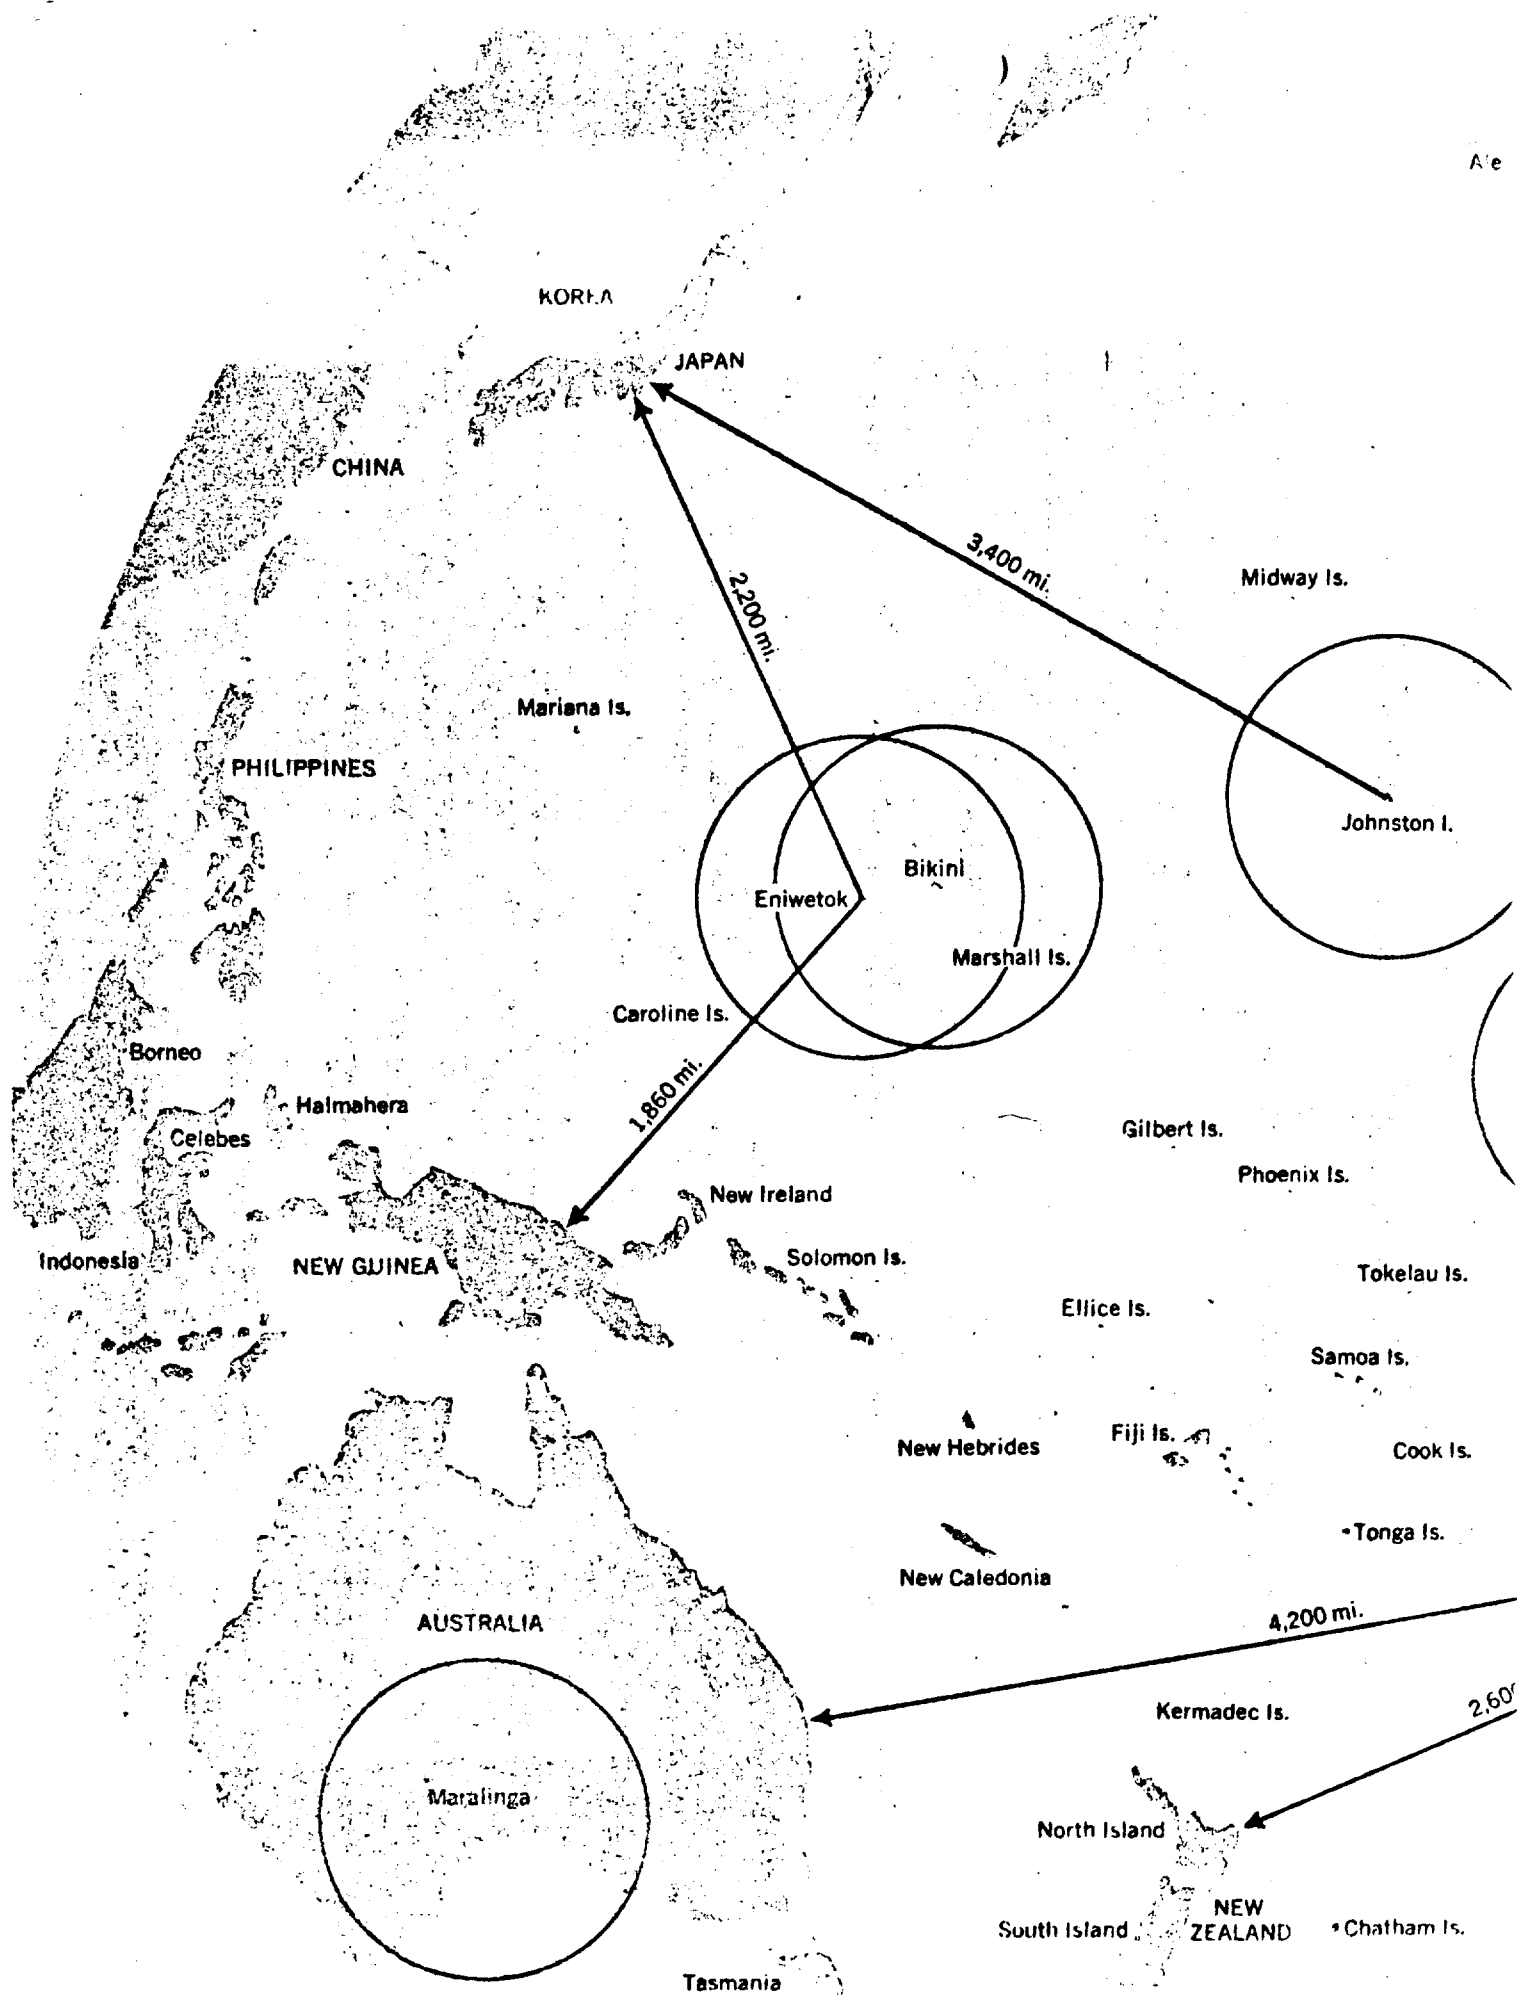 Ale
KOREA
JAPAN
CHINA
3,400 mi.
Midway Is.
2,200 mi.
Mariana Is.
PHILIPPINES
Johnston I.
Bikini
Eniwetok
Marshall Is.
Caroline Is.
Borneo
1,860 mi.
Halmahera
Gilbert Is.
Celebes
Phoenix Is.
New Ireland
Indonesia
NEW GUINEA
Solomon Is.
Tokelau Is.
Ellice Is.
Samoa Is.
Fiji Is.
New Hebrides
Cook Is.
Tonga Is.
New Caledonia
4,200 mi.
AUSTRALIA
2,60
Kermadec Is.
Maralinga
North Island
NEW
ZEALAND
South Island
Chatham Is.
Tasmania